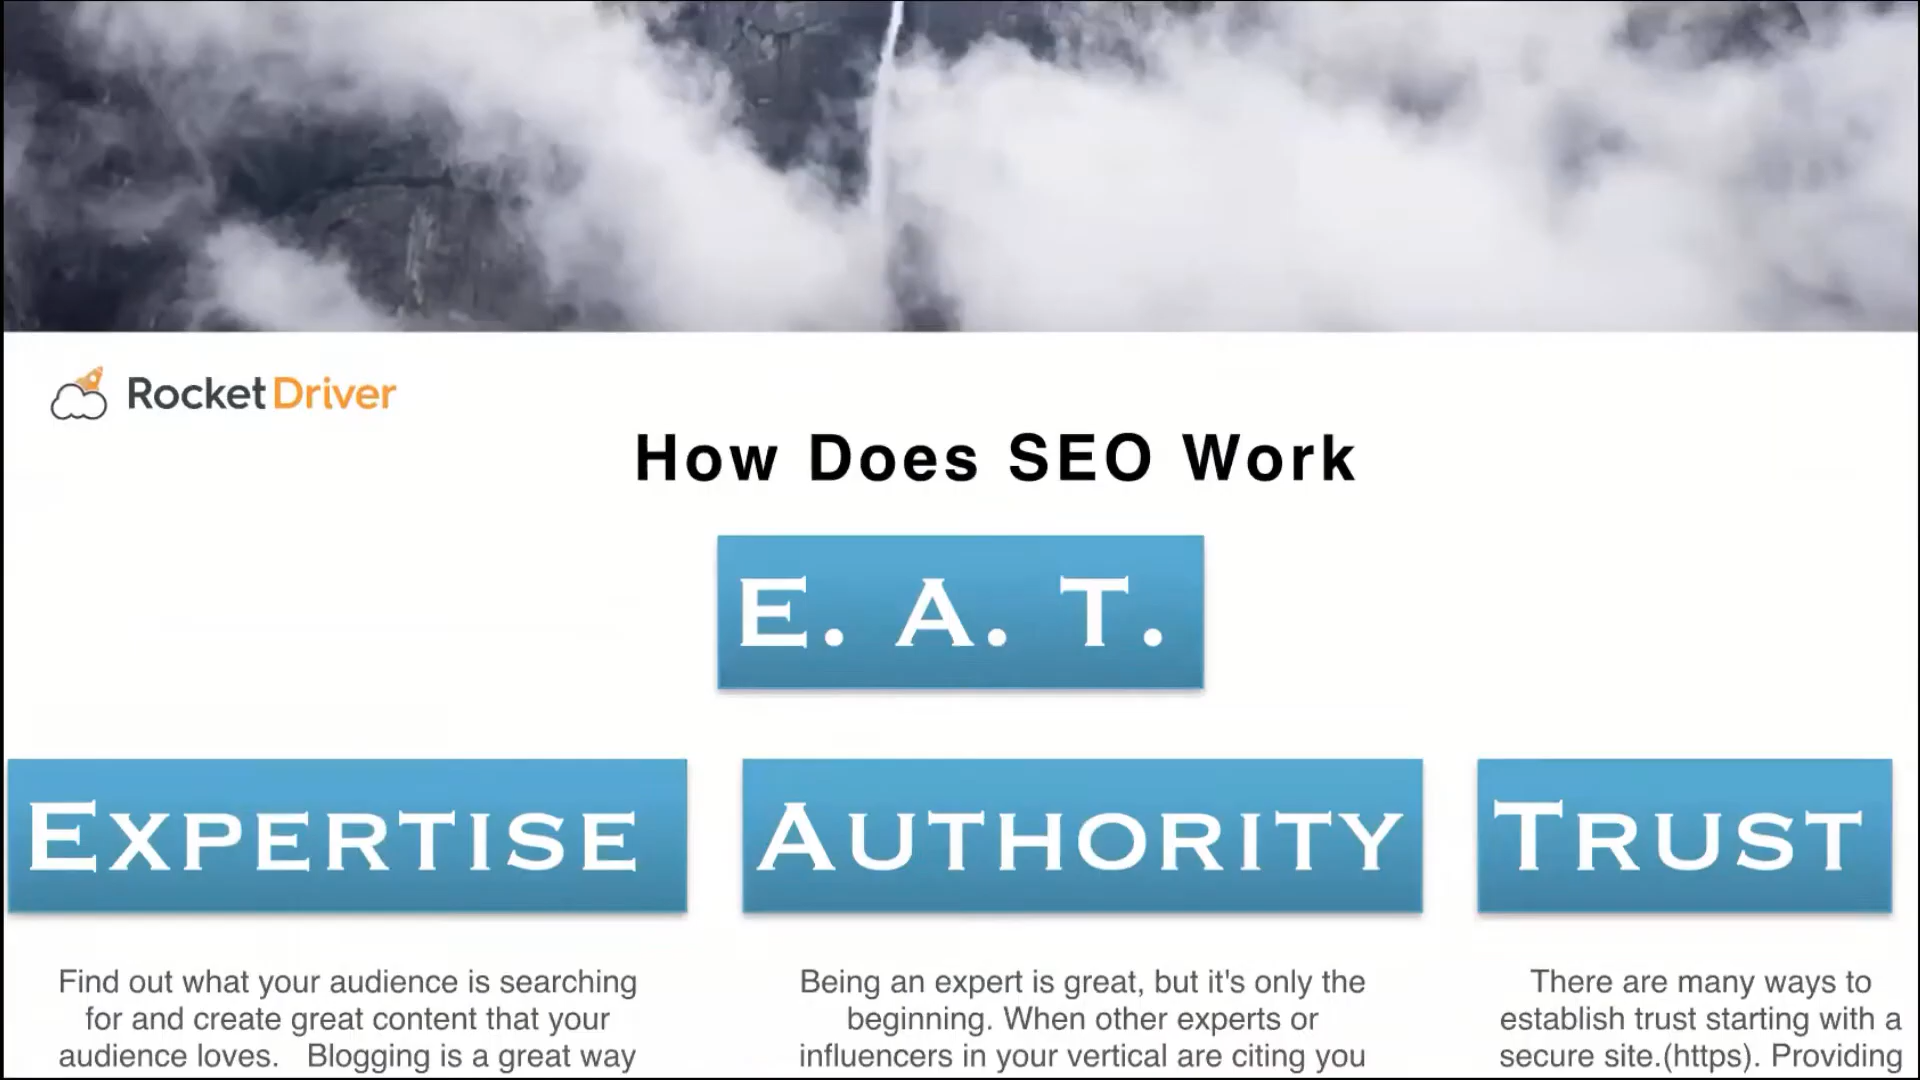 RocketDriver
How Does SEO Work
E. A. T.
EXPERTISE
AUTHORITY
TRUST
Find out what your audience is searching
for and create great content that your
audience loves. Blogging is a great way
Being an expert is great, but it's only the
beginning. When other experts or
influencers in your vertical are citing you
There are many ways to
establish trust starting with a
secure site.(https). Providing